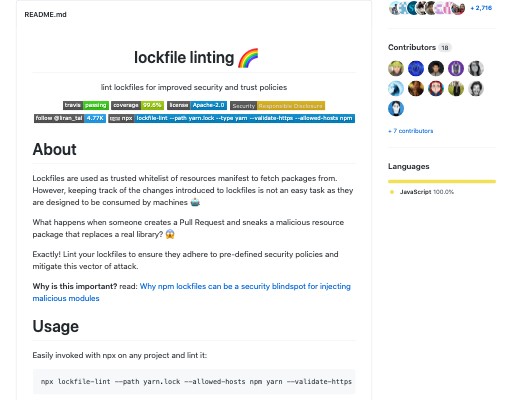 README.md
lockfile linting 🌈
lint lockfiles for improved security and trust policies
travis passing coverage 99.6% license Apache-2.0 Security Responsible Disclosure
follow @liran_tal 4.77K npx lockfile-lint --path yarn.lock --type yarn --validate-https --allowed-hosts npm
About
Lockfiles are used as trusted whitelist of resources manifest to fetch packages from.
However, keeping track of the changes introduced to lockfiles is not an easy task as they
are designed to be consumed by machines 🤖
What happens when someone creates a Pull Request and sneaks a malicious resource
package that replaces a real library? 😱
Exactly! Lint your lockfiles to ensure they adhere to pre-defined security policies and
mitigate this vector of attack.
Why is this important? read: Why npm lockfiles can be a security blindspot for injecting
malicious modules
Usage
Easily invoked with npx on any project and lint it:
npx lockfile-lint --path yarn.lock --allowed-hosts npm yarn --validate-https
+ 2,716
Contributors 18
+ 7 contributors
Languages
JavaScript 100.0%